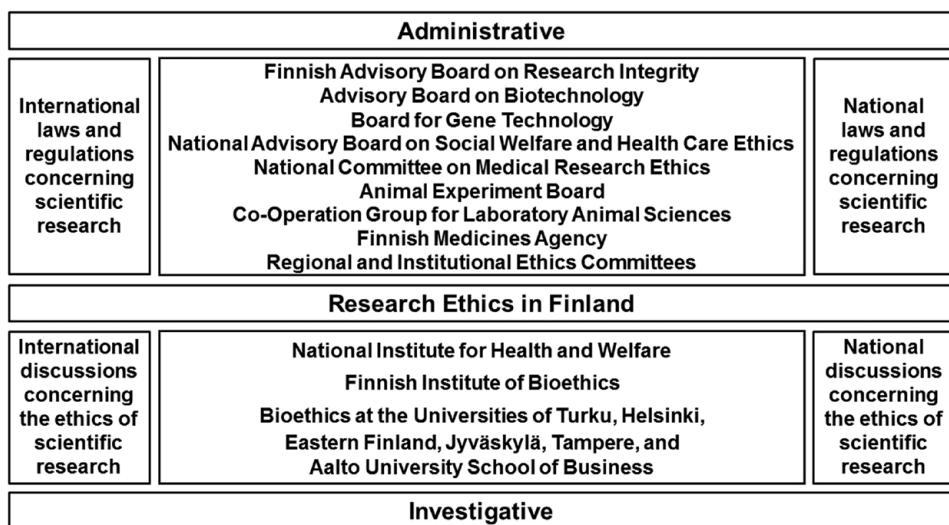 Administrative
International
laws and
regulations
concerning
scientific
research
Finnish Advisory Board on Research Integrity
Advisory Board on Biotechnology
Board for Gene Technology
National Advisory Board on Social Welfare and Health Care Ethics
National Committee on Medical Research Ethics
Animal Experiment Board
Co-Operation Group for Laboratory Animal Sciences
Finnish Medicines Agency
Regional and Institutional Ethics Committees
National
laws and
regulations
concerning
scientific
research
Research Ethics in Finland
International
discussions
concerning
the ethics of
scientific
research
National Institute for Health and Welfare
Finnish Institute of Bioethics
Bioethics at the Universities of Turku, Helsinki,
Eastern Finland, Jyväskylä, Tampere, and
Aalto University School of Business
National
discussions
concerning
the ethics of
scientific
research
Investigative